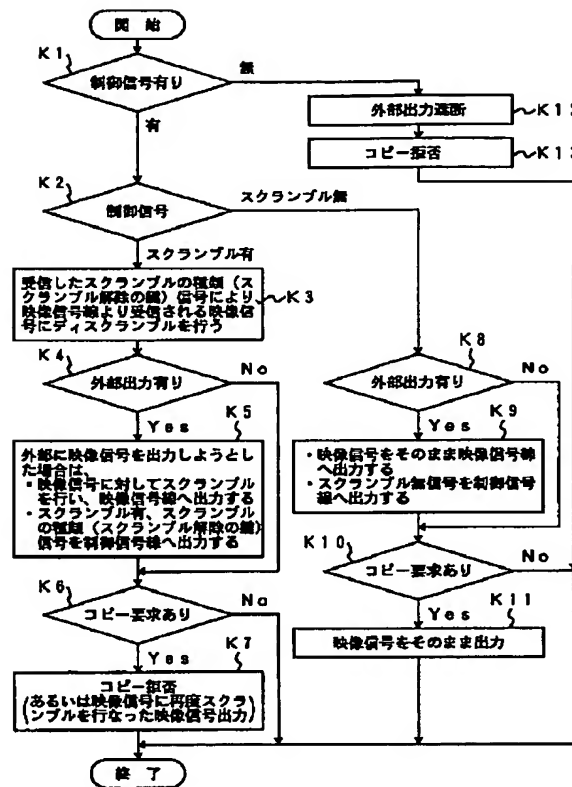 開 始
K1
制御信号有り
無
外部出力遮断
K12
有
コピー拒否
K13
K2
制御信号
スクランブル無
スクランブル有
受信したスクランブルの種類(ス
クランブル解除の鍵)信号により
映像信号線より受信される映像信
号にディスクランブルを行う
K3
K4
外部出力有り
No
Yes
K5
外部に映像信号を出力しようとし
た場合は、
・映像信号に対してスクランブル
を行い、映像信号線へ出力する
・スクランブル有、スクランブル
の種類(スクランブル解除の鍵)
信号を制御信号線へ出力する
K8
外部出力有り
No
Yes
K9
・映像信号をそのまま映像信号線
へ出力する
・スクランブル無信号を制御信号
線へ出力する
K10
コピー要求あり
No
Yes
K11
映像信号をそのまま出力
K6
コピー要求あり
No
Yes
K7
コピー拒否
(あるいは映像信号に再度スクラ
ンブルを行なった映像信号出力)
終 了